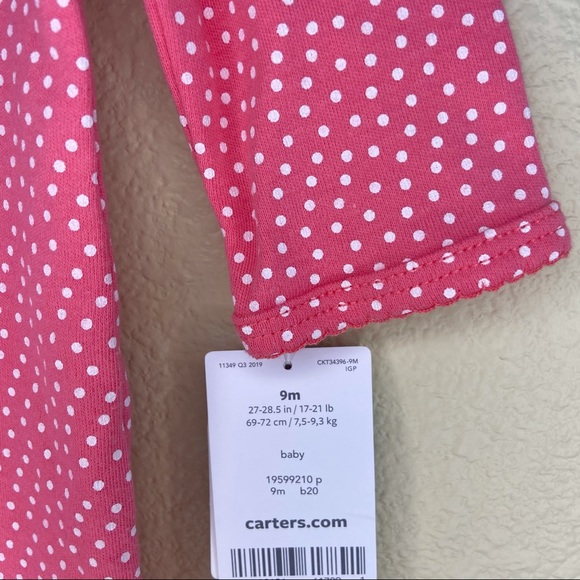 11349 Q3 2019
CKT34396-9M
IGP
9m
27-28.5 in / 17-21 lb
69-72 cm / 7,5-9,3 kg
baby
19599210 p
9m b20
carters.com